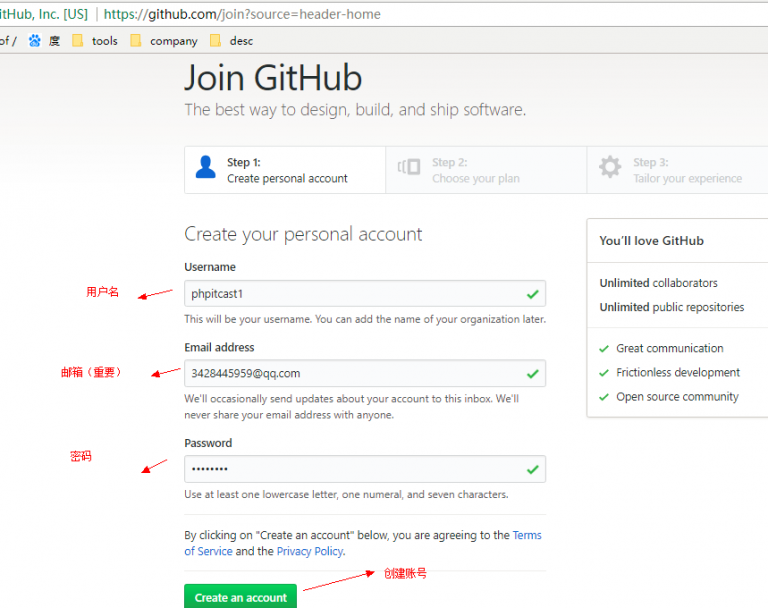 itHub, Inc. [US] https://github.com/join?source=header-home
of / 度 tools company desc
Join GitHub
The best way to design, build, and ship software.
Step 1:
Create personal account
Step 2:
Choose your plan
Step 3:
Tailor your experience
Create your personal account
Username
用户名
phpitcast1
This will be your username. You can add the name of your organization later.
Email address
邮箱（重要）
3428445959@qq.com
We'll occasionally send updates about your account to this inbox. We'll
never share your email address with anyone.
Password
密码
••••••••
Use at least one lowercase letter, one numeral, and seven characters.
By clicking on "Create an account" below, you are agreeing to the Terms
of Service and the Privacy Policy.
创建账号
Create an account
You'll love GitHub
Unlimited collaborators
Unlimited public repositories
Great communication
Frictionless development
Open source community